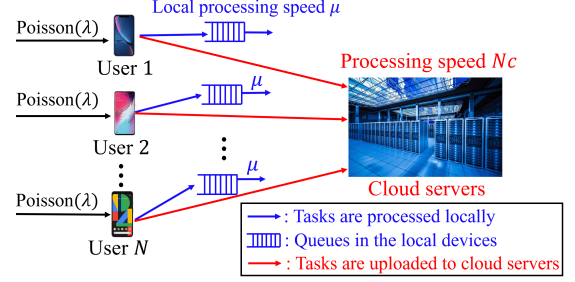 Local processing speed μ
Poisson(λ)
User 1
Processing speed Nc
Poisson(λ)
μ
User 2
Poisson(λ)
μ
User N
Cloud servers
: Tasks are processed locally
: Queues in the local devices
: Tasks are uploaded to cloud servers